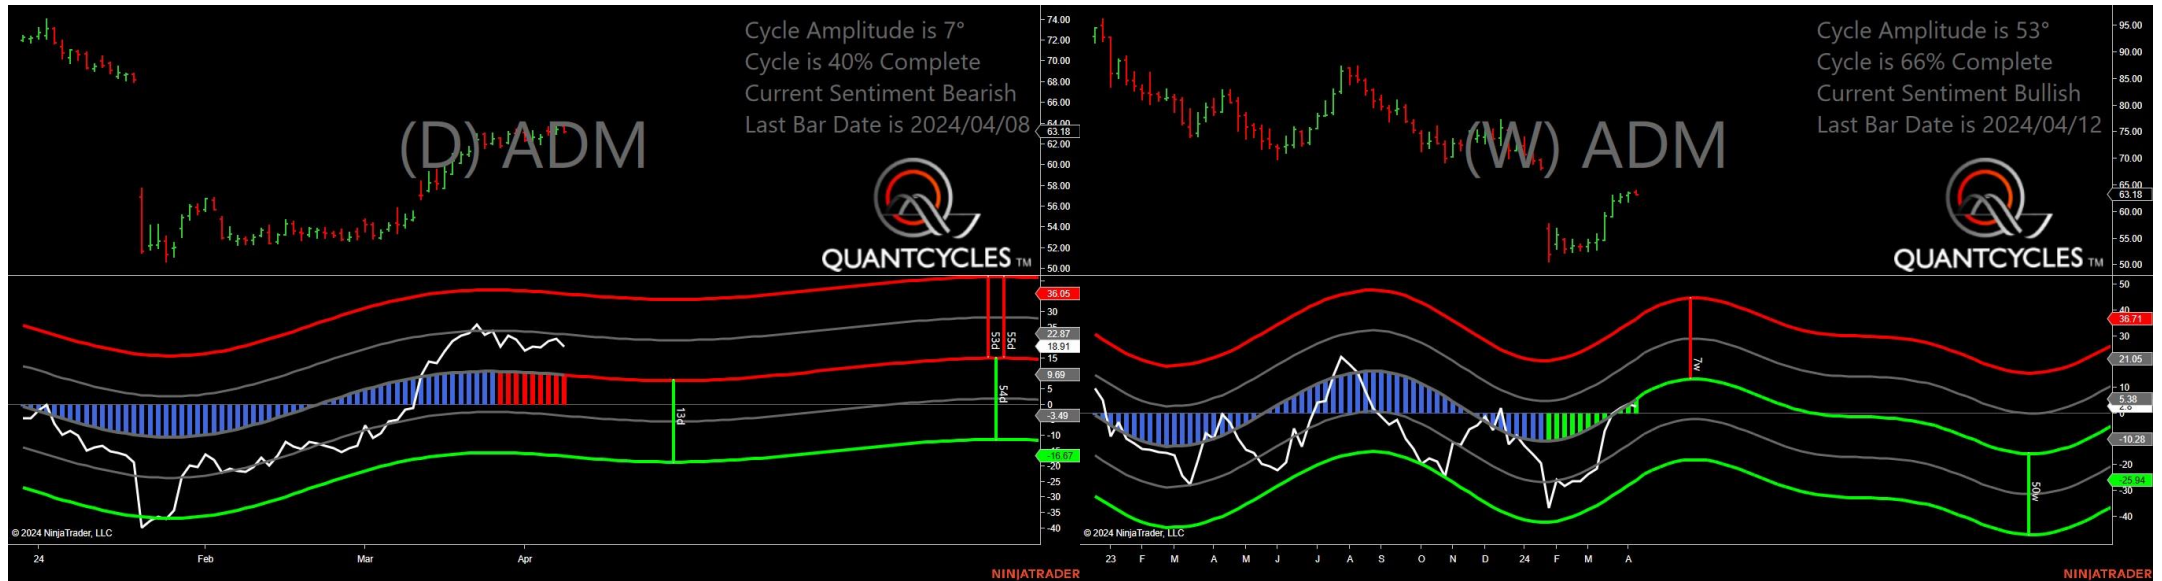 Cycle Amplitude is 7°
Cycle is 40% Complete
Current Sentiment Bearish
Last Bar Date is 2024/04/08
(D) ADM
QUANTCYCLES TM
74.00
72.00
70.00
68.00
66.00
64.00
63.18
62.00
60.00
58.00
56.00
54.00
52.00
50.00
36.05
30
22.87
18.91
15
9.69
5
0
-3.49
-10
-16.67
-20
-25
-30
-35
-40
53d
55d
54d
13d
© 2024 NinjaTrader, LLC
24
Feb
Mar
Apr
NINJATRADER
Cycle Amplitude is 53°
Cycle is 66% Complete
Current Sentiment Bullish
Last Bar Date is 2024/04/12
(W) ADM
QUANTCYCLES TM
95.00
90.00
85.00
80.00
75.00
70.00
65.00
63.18
60.00
55.00
50.00
50
40
36.71
30
21.05
10
5.38
0
-10.28
-20
-25.94
-30
-40
7w
50w
© 2024 NinjaTrader, LLC
23
F
M
A
M
J
J
A
S
O
N
D
24
F
M
A
NINJATRADER